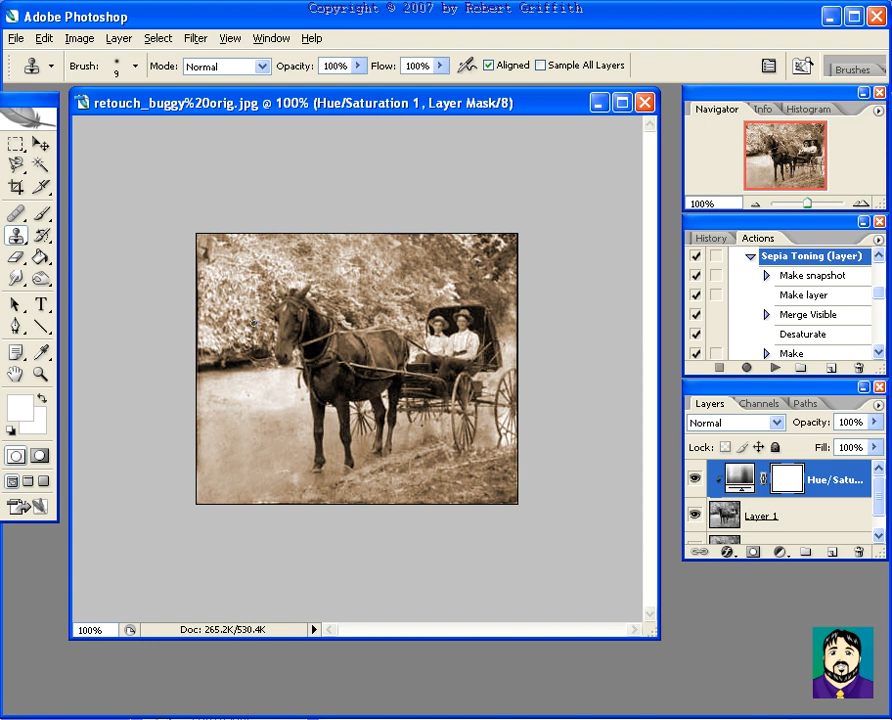 Copyright © 2007 by Robert Griffith
Adobe Photoshop
File Edit Image Layer Select Filter View Window Help
Brush: 9 Mode: Normal Opacity: 100% Flow: 100% Aligned Sample All Layers Brushes
retouch_buggy%20orig.jpg @ 100% (Hue/Saturation 1, Layer Mask/8)
Navigator Info Histogram
100%
History Actions
Sepia Toning (layer)
Make snapshot
Make layer
Merge Visible
Desaturate
Make
Layers Channels Paths
Normal Opacity: 100%
Lock: Fill: 100%
Hue/Satu...
Layer 1
100% Doc: 265.2K/530.4K